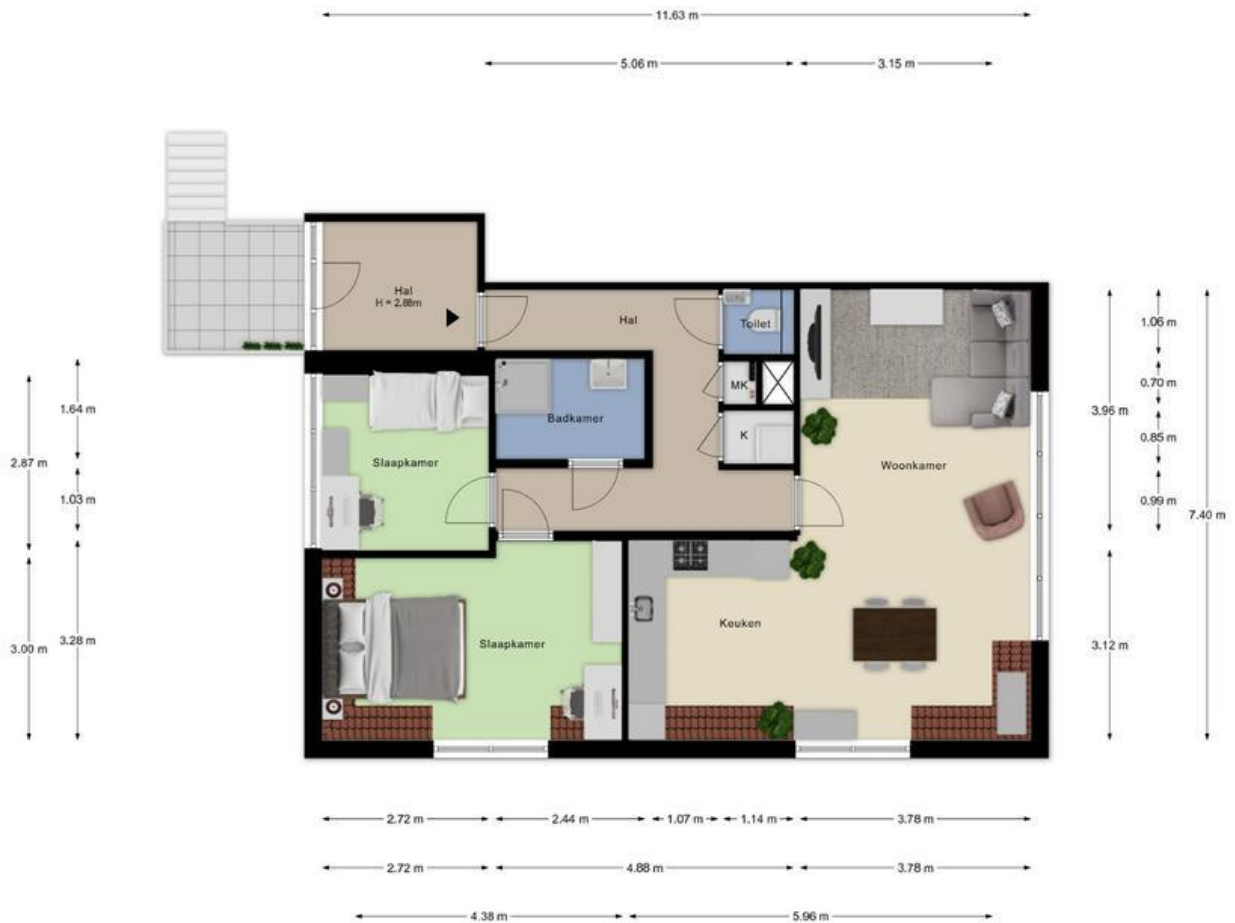 11.63 m
5.06 m
3.15 m
Hal
H = 2.88m
Hal
Toilet
MK
K
Badkamer
Slaapkamer
Woonkamer
Slaapkamer
Keuken
2.87 m
3.00 m
1.64 m
1.03 m
3.28 m
3.96 m
3.12 m
1.06 m
0.70 m
0.85 m
0.99 m
7.40 m
2.72 m
2.44 m
1.07 m
1.14 m
3.78 m
2.72 m
4.88 m
3.78 m
4.38 m
5.96 m